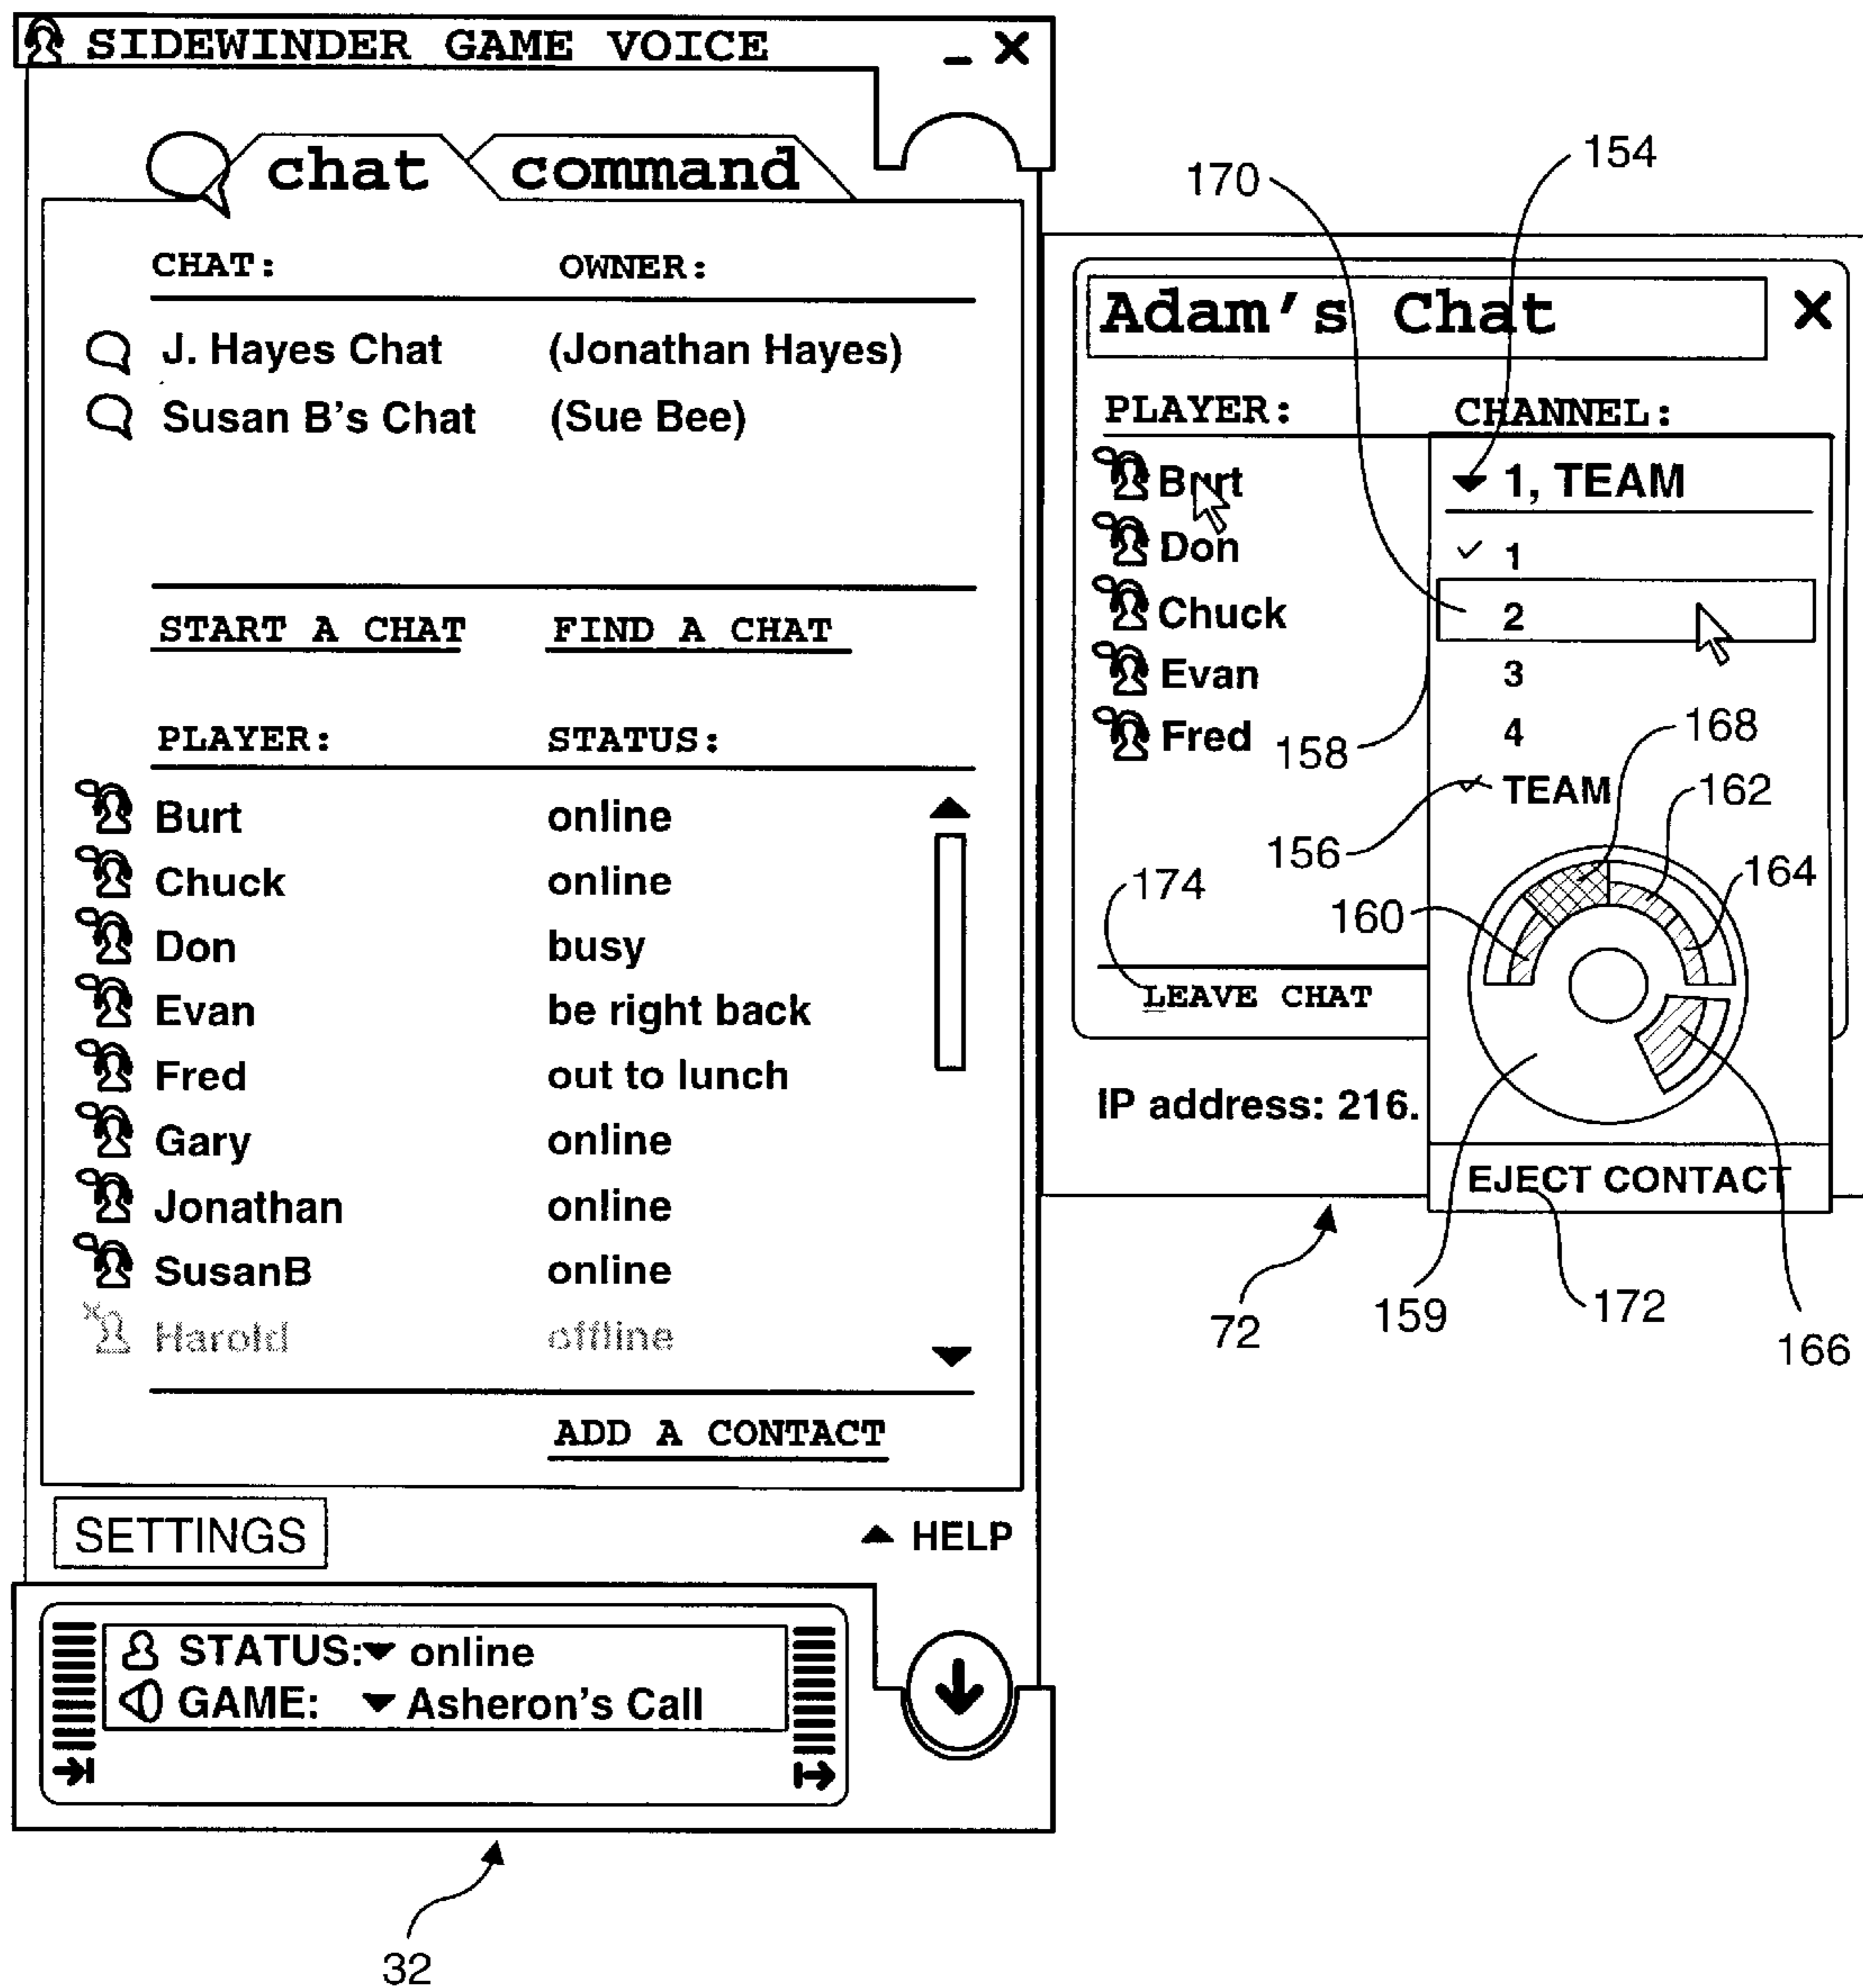 SIDEWINDER GAME VOICE
chat command
CHAT: OWNER:
J. Hayes Chat (Jonathan Hayes)
Susan B's Chat (Sue Bee)
START A CHAT FIND A CHAT
PLAYER: STATUS:
Burt online
Chuck online
Don busy
Evan be right back
Fred out to lunch
Gary online
Jonathan online
SusanB online
Harold offline
ADD A CONTACT
SETTINGS HELP
STATUS: online
GAME: Asheron's Call
32
170 154
Adam's Chat X
PLAYER: CHANNEL:
Burt 1, TEAM
Don 1
Chuck 2
Evan 3
Fred 158 4 168
TEAM 162
156 164
174 160
LEAVE CHAT
IP address: 216.
EJECT CONTACT
72 159 172 166